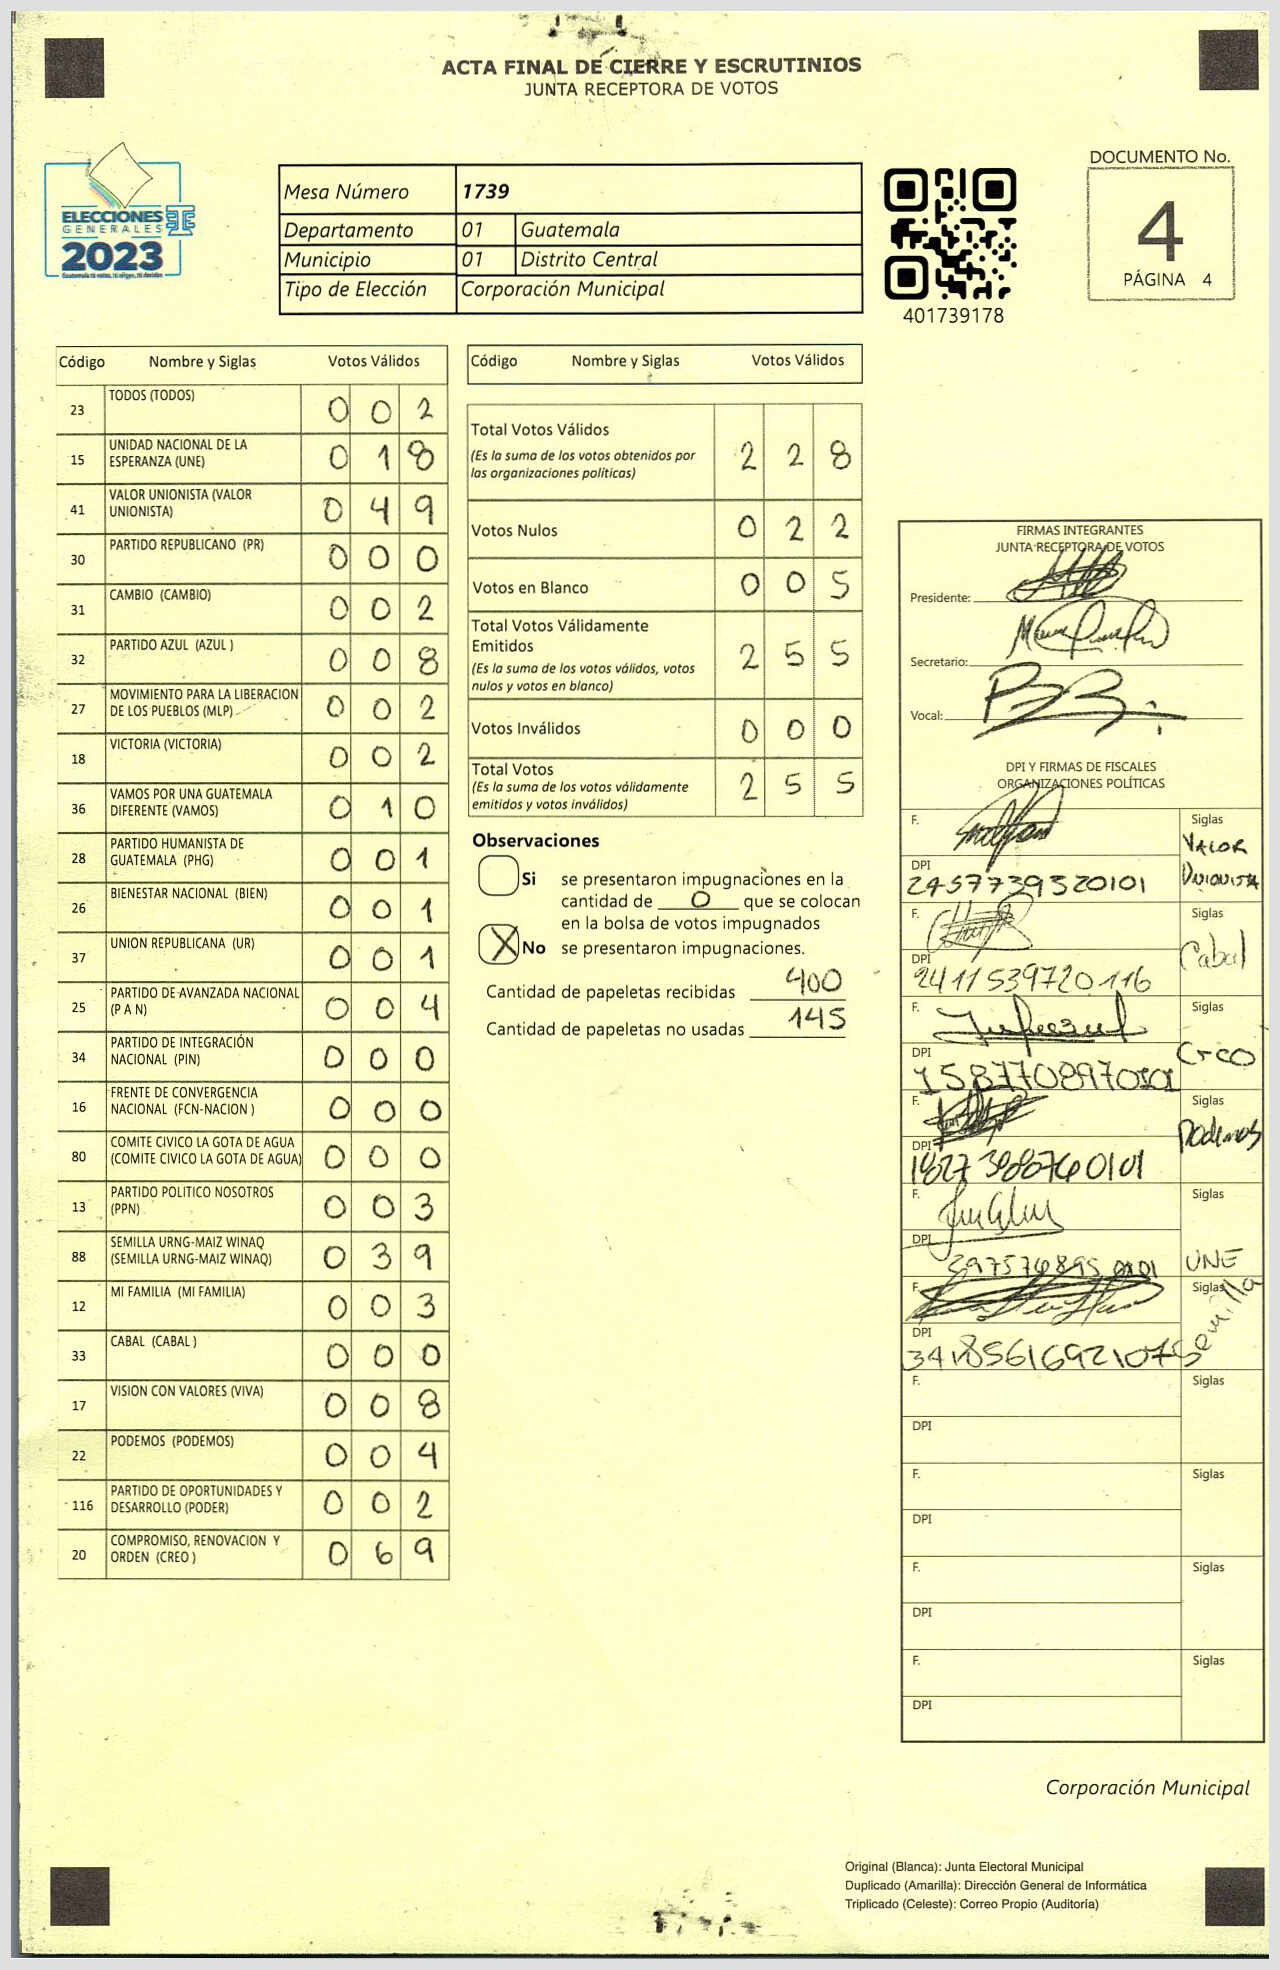 ACTA FINAL DE CIERRE Y ESCRUTINIOS
JUNTA RECEPTORA DE VOTOS
ELECCIONES
GENERALES
2023
Mesa Número 1739
Departamento 01 Guatemala
Municipio 01 Distrito Central
Tipo de Elección Corporación Municipal
401739178
DOCUMENTO No.
4
PÁGINA 4
Código Nombre y Siglas Votos Válidos
23 TODOS (TODOS) 0 0 2
15 UNIDAD NACIONAL DE LA
ESPERANZA (UNE) 0 1 8
41 VALOR UNIONISTA (VALOR
UNIONISTA) 0 4 9
30 PARTIDO REPUBLICANO (PR) 0 0 0
31 CAMBIO (CAMBIO) 0 0 2
32 PARTIDO AZUL (AZUL ) 0 0 8
27 MOVIMIENTO PARA LA LIBERACION
DE LOS PUEBLOS (MLP) 0 0 2
18 VICTORIA (VICTORIA) 0 0 2
36 VAMOS POR UNA GUATEMALA
DIFERENTE (VAMOS) 0 1 0
28 PARTIDO HUMANISTA DE
GUATEMALA (PHG) 0 0 1
26 BIENESTAR NACIONAL (BIEN) 0 0 1
37 UNION REPUBLICANA (UR) 0 0 1
25 PARTIDO DE AVANZADA NACIONAL
(P A N) 0 0 4
34 PARTIDO DE INTEGRACIÓN
NACIONAL (PIN) 0 0 0
16 FRENTE DE CONVERGENCIA
NACIONAL (FCN-NACION ) 0 0 0
80 COMITE CIVICO LA GOTA DE AGUA
(COMITE CIVICO LA GOTA DE AGUA) 0 0 0
13 PARTIDO POLITICO NOSOTROS
(PPN) 0 0 3
88 SEMILLA URNG-MAIZ WINAQ
(SEMILLA URNG-MAIZ WINAQ) 0 3 9
12 MI FAMILIA (MI FAMILIA) 0 0 3
33 CABAL (CABAL ) 0 0 0
17 VISION CON VALORES (VIVA) 0 0 8
22 PODEMOS (PODEMOS) 0 0 4
116 PARTIDO DE OPORTUNIDADES Y
DESARROLLO (PODER) 0 0 2
20 COMPROMISO, RENOVACION Y
ORDEN (CREO ) 0 6 9
Código Nombre y Siglas Votos Válidos
Total Votos Válidos
(Es la suma de los votos obtenidos por
las organizaciones políticas) 2 2 8
Votos Nulos 0 2 2
Votos en Blanco 0 0 5
Total Votos Válidamente
Emitidos
(Es la suma de los votos válidos, votos
nulos y votos en blanco) 2 5 5
Votos Inválidos 0 0 0
Total Votos
(Es la suma de los votos válidamente
emitidos y votos inválidos) 2 5 5
Observaciones
Si se presentaron impugnaciones en la
cantidad de 0 que se colocan
en la bolsa de votos impugnados
X No se presentaron impugnaciones.
Cantidad de papeletas recibidas 400
Cantidad de papeletas no usadas 145
FIRMAS INTEGRANTES
JUNTA RECEPTORA DE VOTOS
Presidente:
Secretario:
Vocal:
DPI Y FIRMAS DE FISCALES
ORGANIZACIONES POLÍTICAS
F. Siglas
VALOR
UNIONISTA
DPI 2457739320101
F. Siglas
Cabal
DPI 2411539720116
F. Siglas
DPI
F. Siglas
Podemos
DPI
F. Siglas
UNE
DPI
F. Siglas
Semilla
DPI
F. Siglas
DPI
F. Siglas
DPI
F. Siglas
DPI
F. Siglas
DPI
Corporación Municipal
Original (Blanca): Junta Electoral Municipal
Duplicado (Amarilla): Dirección General de Informática
Triplicado (Celeste): Correo Propio (Auditoría)